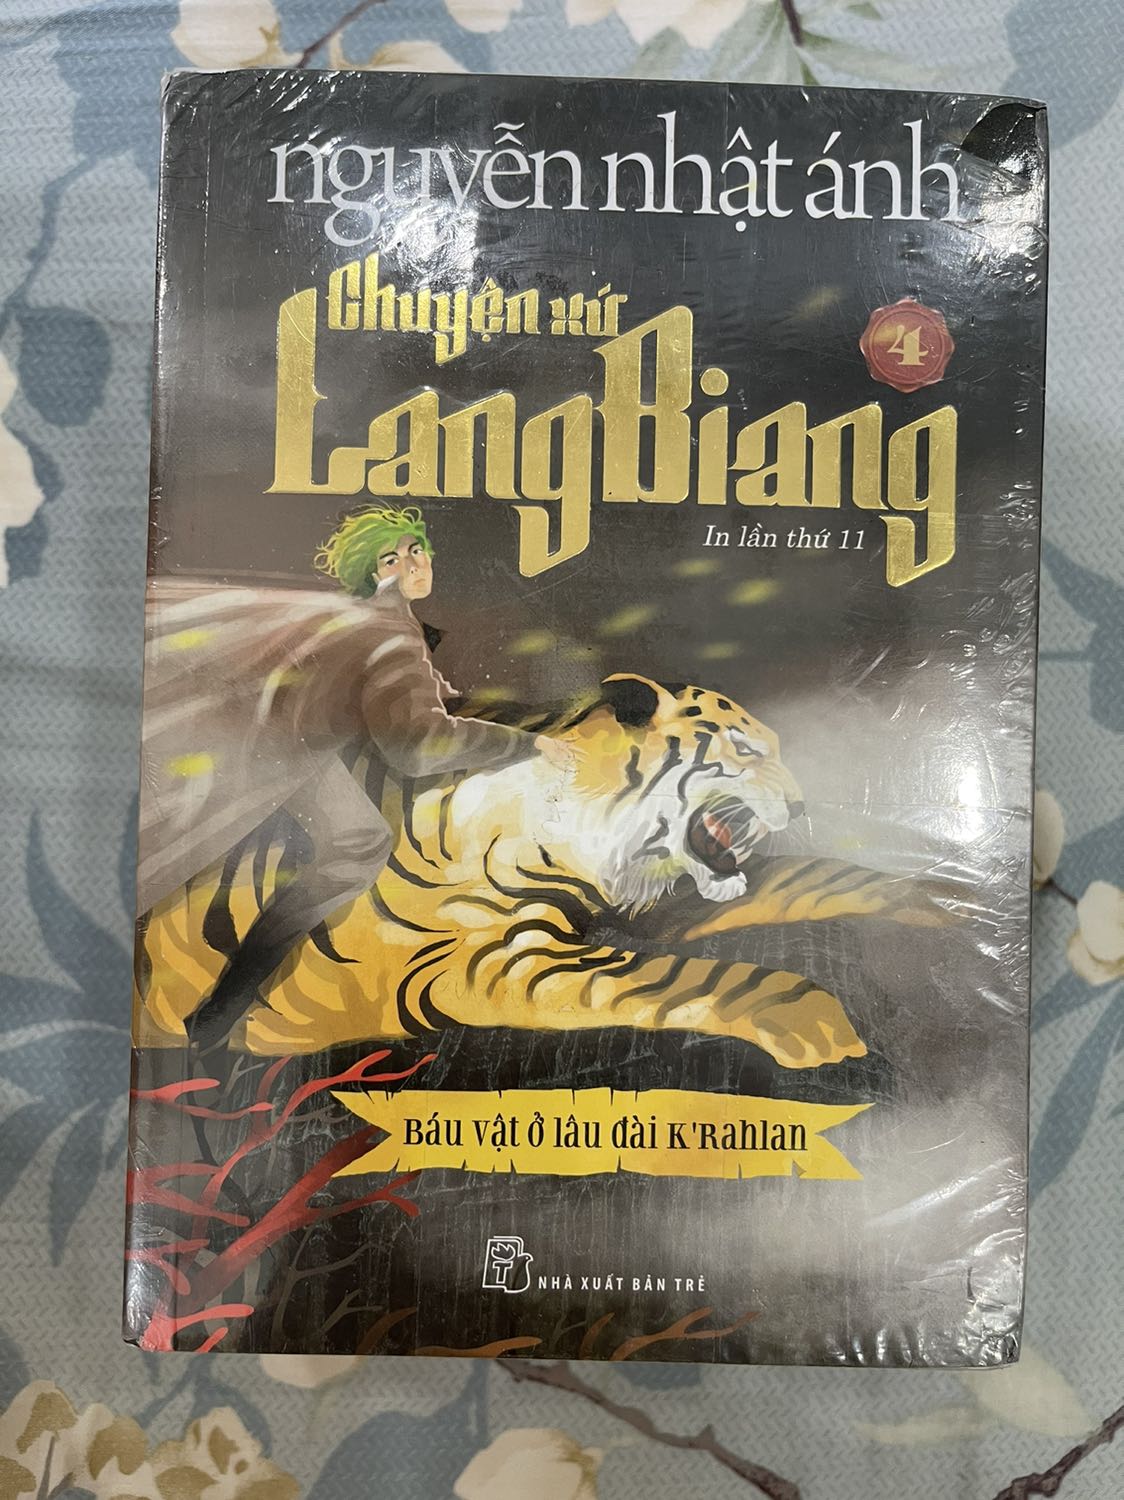 nguyễn nhật ánh
Chuyện xứ
LangBiang
4
In lần thứ 11
Báu vật ở lâu đài K'Rahlan
NHÀ XUẤT BẢN TRẺ